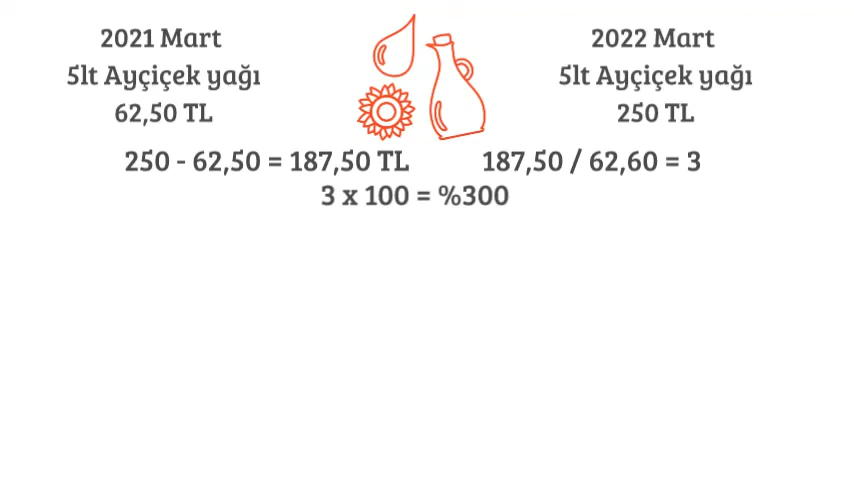 2021 Mart
5lt Ayçiçek yağı
62,50 TL
2022 Mart
5lt Ayçiçek yağı
250 TL
250 - 62,50 = 187,50 TL
187,50 / 62,60 = 3
3 x 100 = %300